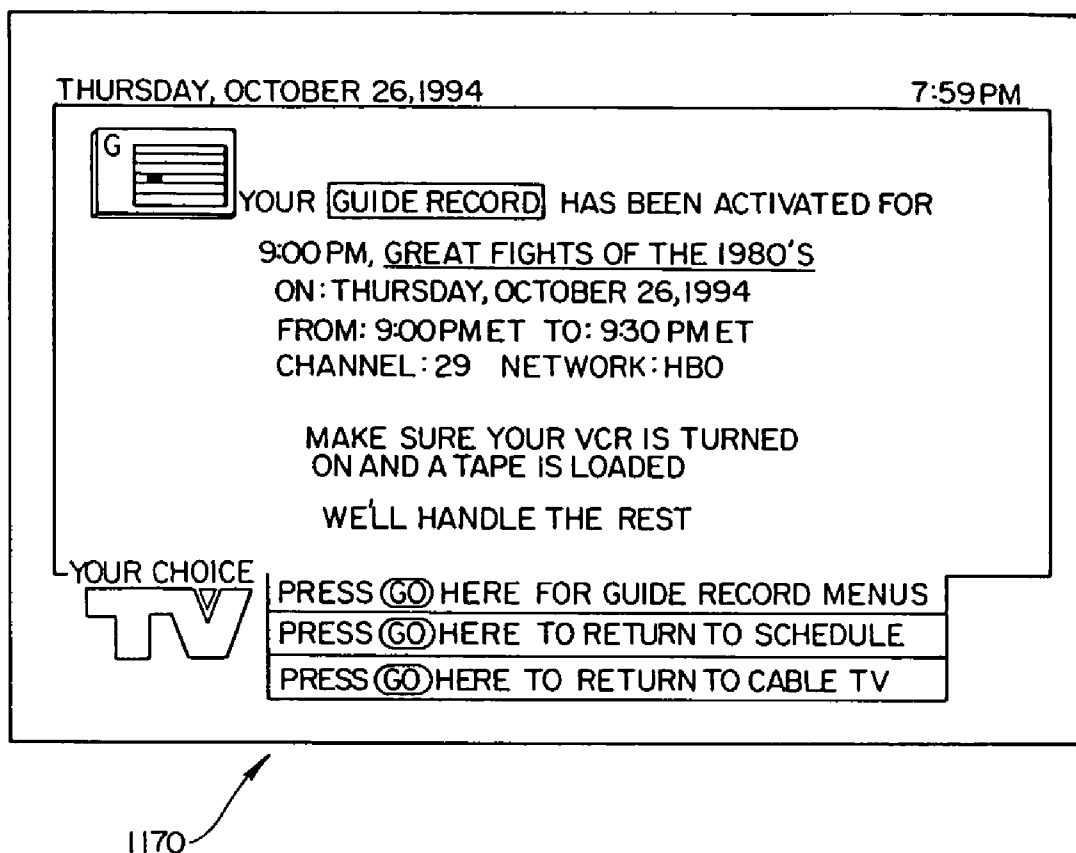 THURSDAY, OCTOBER 26,1994 7:59PM
G
YOUR GUIDE RECORD HAS BEEN ACTIVATED FOR
9:00PM, GREAT FIGHTS OF THE 1980'S
ON: THURSDAY, OCTOBER 26,1994
FROM: 9:00PM ET TO: 9:30 PM ET
CHANNEL: 29 NETWORK: HBO
MAKE SURE YOUR VCR IS TURNED
ON AND A TAPE IS LOADED
WE'LL HANDLE THE REST
YOUR CHOICE
TV
PRESS GO HERE FOR GUIDE RECORD MENUS
PRESS GO HERE TO RETURN TO SCHEDULE
PRESS GO HERE TO RETURN TO CABLE TV
1170